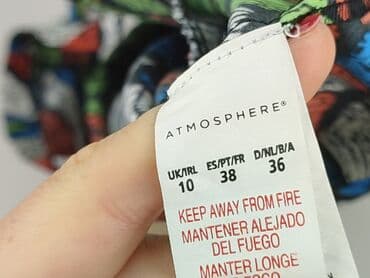 ATMOSPHERE®
UK/IRL ES/PT/FR D/NL/B/A
10 38 36
KEEP AWAY FROM FIRE
MANTENER ALEJADO
DEL FUEGO
MANTER LONGE
FOGO